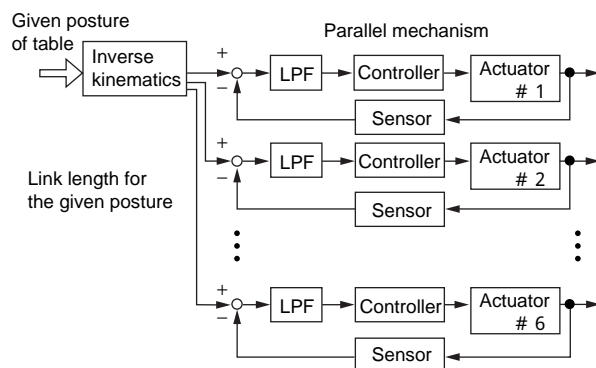 Given posture
of table
Parallel mechanism
Inverse
kinematics
+
−
LPF
Controller
Actuator
# 1
Sensor
+
−
LPF
Controller
Actuator
# 2
Sensor
Link length for
the given posture
+
−
LPF
Controller
Actuator
# 6
Sensor